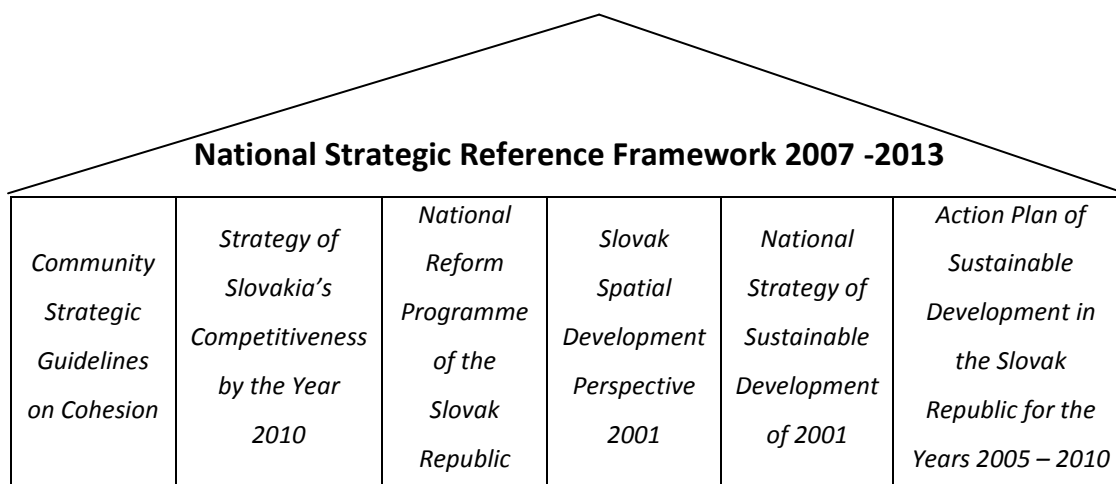 National Strategic Reference Framework 2007 -2013
Community
Strategic
Guidelines
on Cohesion
Strategy of
Slovakia’s
Competitiveness
by the Year
2010
National
Reform
Programme
of the
Slovak
Republic
Slovak
Spatial
Development
Perspective
2001
National
Strategy of
Sustainable
Development
of 2001
Action Plan of
Sustainable
Development in
the Slovak
Republic for the
Years 2005 – 2010